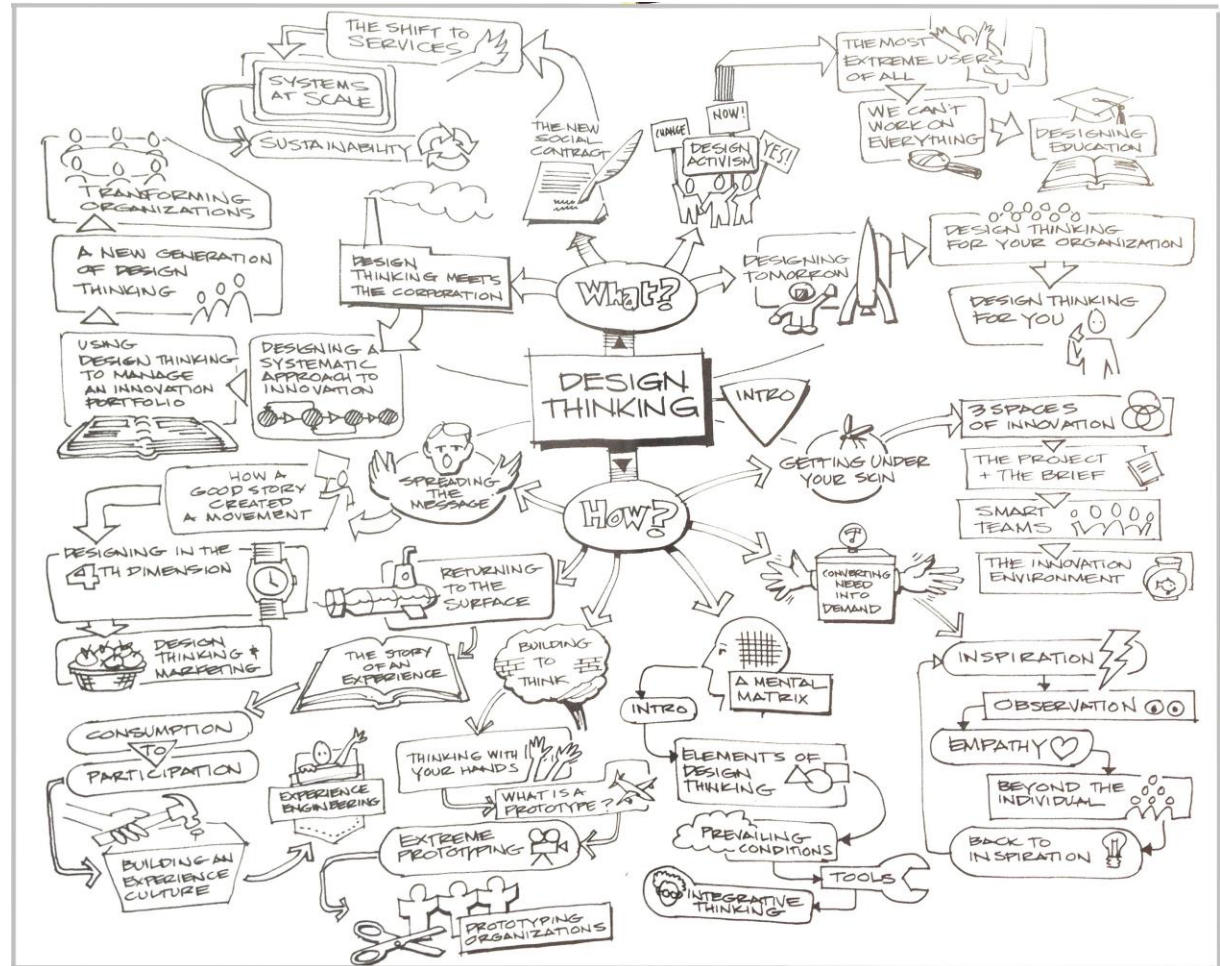 DESIGN
THINKING
INTRO
What?
THE NEW
SOCIAL
CONTRACT
THE SHIFT TO
SERVICES
SYSTEMS
AT SCALE
SUSTAINABILITY
CHANGE
NOW!
YES!
DESIGN
ACTIVISM
THE MOST
EXTREME USERS
OF ALL
WE CAN'T
WORK ON
EVERYTHING
DESIGNING
EDUCATION
DESIGNING
TOMORROW
DESIGN THINKING
FOR YOUR ORGANIZATION
DESIGN THINKING
FOR YOU
DESIGN
THINKING MEETS
THE CORPORATION
DESIGNING A
SYSTEMATIC
APPROACH TO
INNOVATION
USING
DESIGN THINKING
TO MANAGE
AN INNOVATION
PORTFOLIO
A NEW GENERATION
OF DESIGN
THINKING
TRANSFORMING
ORGANIZATIONS
HOW?
GETTING UNDER
YOUR SKIN
3 SPACES
OF INNOVATION
THE PROJECT
+ THE BRIEF
SMART
TEAMS
THE INNOVATION
ENVIRONMENT
CONVERTING
NEED
INTO
DEMAND
INSPIRATION
OBSERVATION
EMPATHY
BEYOND THE
INDIVIDUAL
BACK TO
INSPIRATION
A MENTAL
MATRIX
INTRO
ELEMENTS OF
DESIGN
THINKING
PREVAILING
CONDITIONS
TOOLS
INTEGRATIVE
THINKING
BUILDING
TO
THINK
THINKING WITH
YOUR HANDS
WHAT IS A
PROTOTYPE?
EXTREME
PROTOTYPING
PROTOTYPING
ORGANIZATIONS
RETURNING
TO THE
SURFACE
THE STORY
OF AN
EXPERIENCE
CONSUMPTION
TO
PARTICIPATION
BUILDING AN
EXPERIENCE
CULTURE
EXPERIENCE
ENGINEERING
SPREADING
THE
MESSAGE
HOW A
GOOD STORY
CREATED
A MOVEMENT
DESIGNING IN THE
4TH DIMENSION
DESIGN
THINKING &
MARKETING